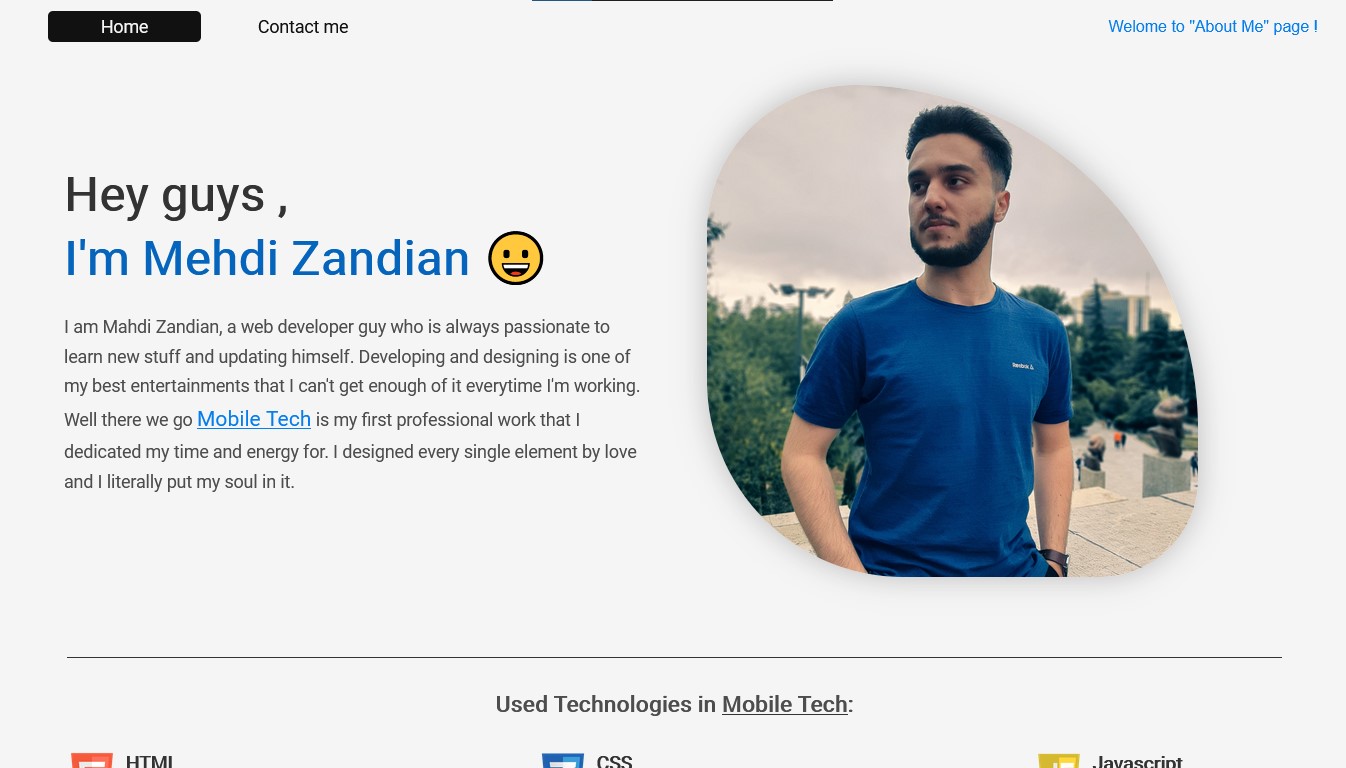 Home
Contact me
Welome to "About Me" page !
Hey guys ,
I'm Mehdi Zandian
I am Mahdi Zandian, a web developer guy who is always passionate to
learn new stuff and updating himself. Developing and designing is one of
my best entertainments that I can't get enough of it everytime I'm working.
Well there we go Mobile Tech is my first professional work that I
dedicated my time and energy for. I designed every single element by love
and I literally put my soul in it.
Reebok
Used Technologies in Mobile Tech:
HTML
CSS
Javascript